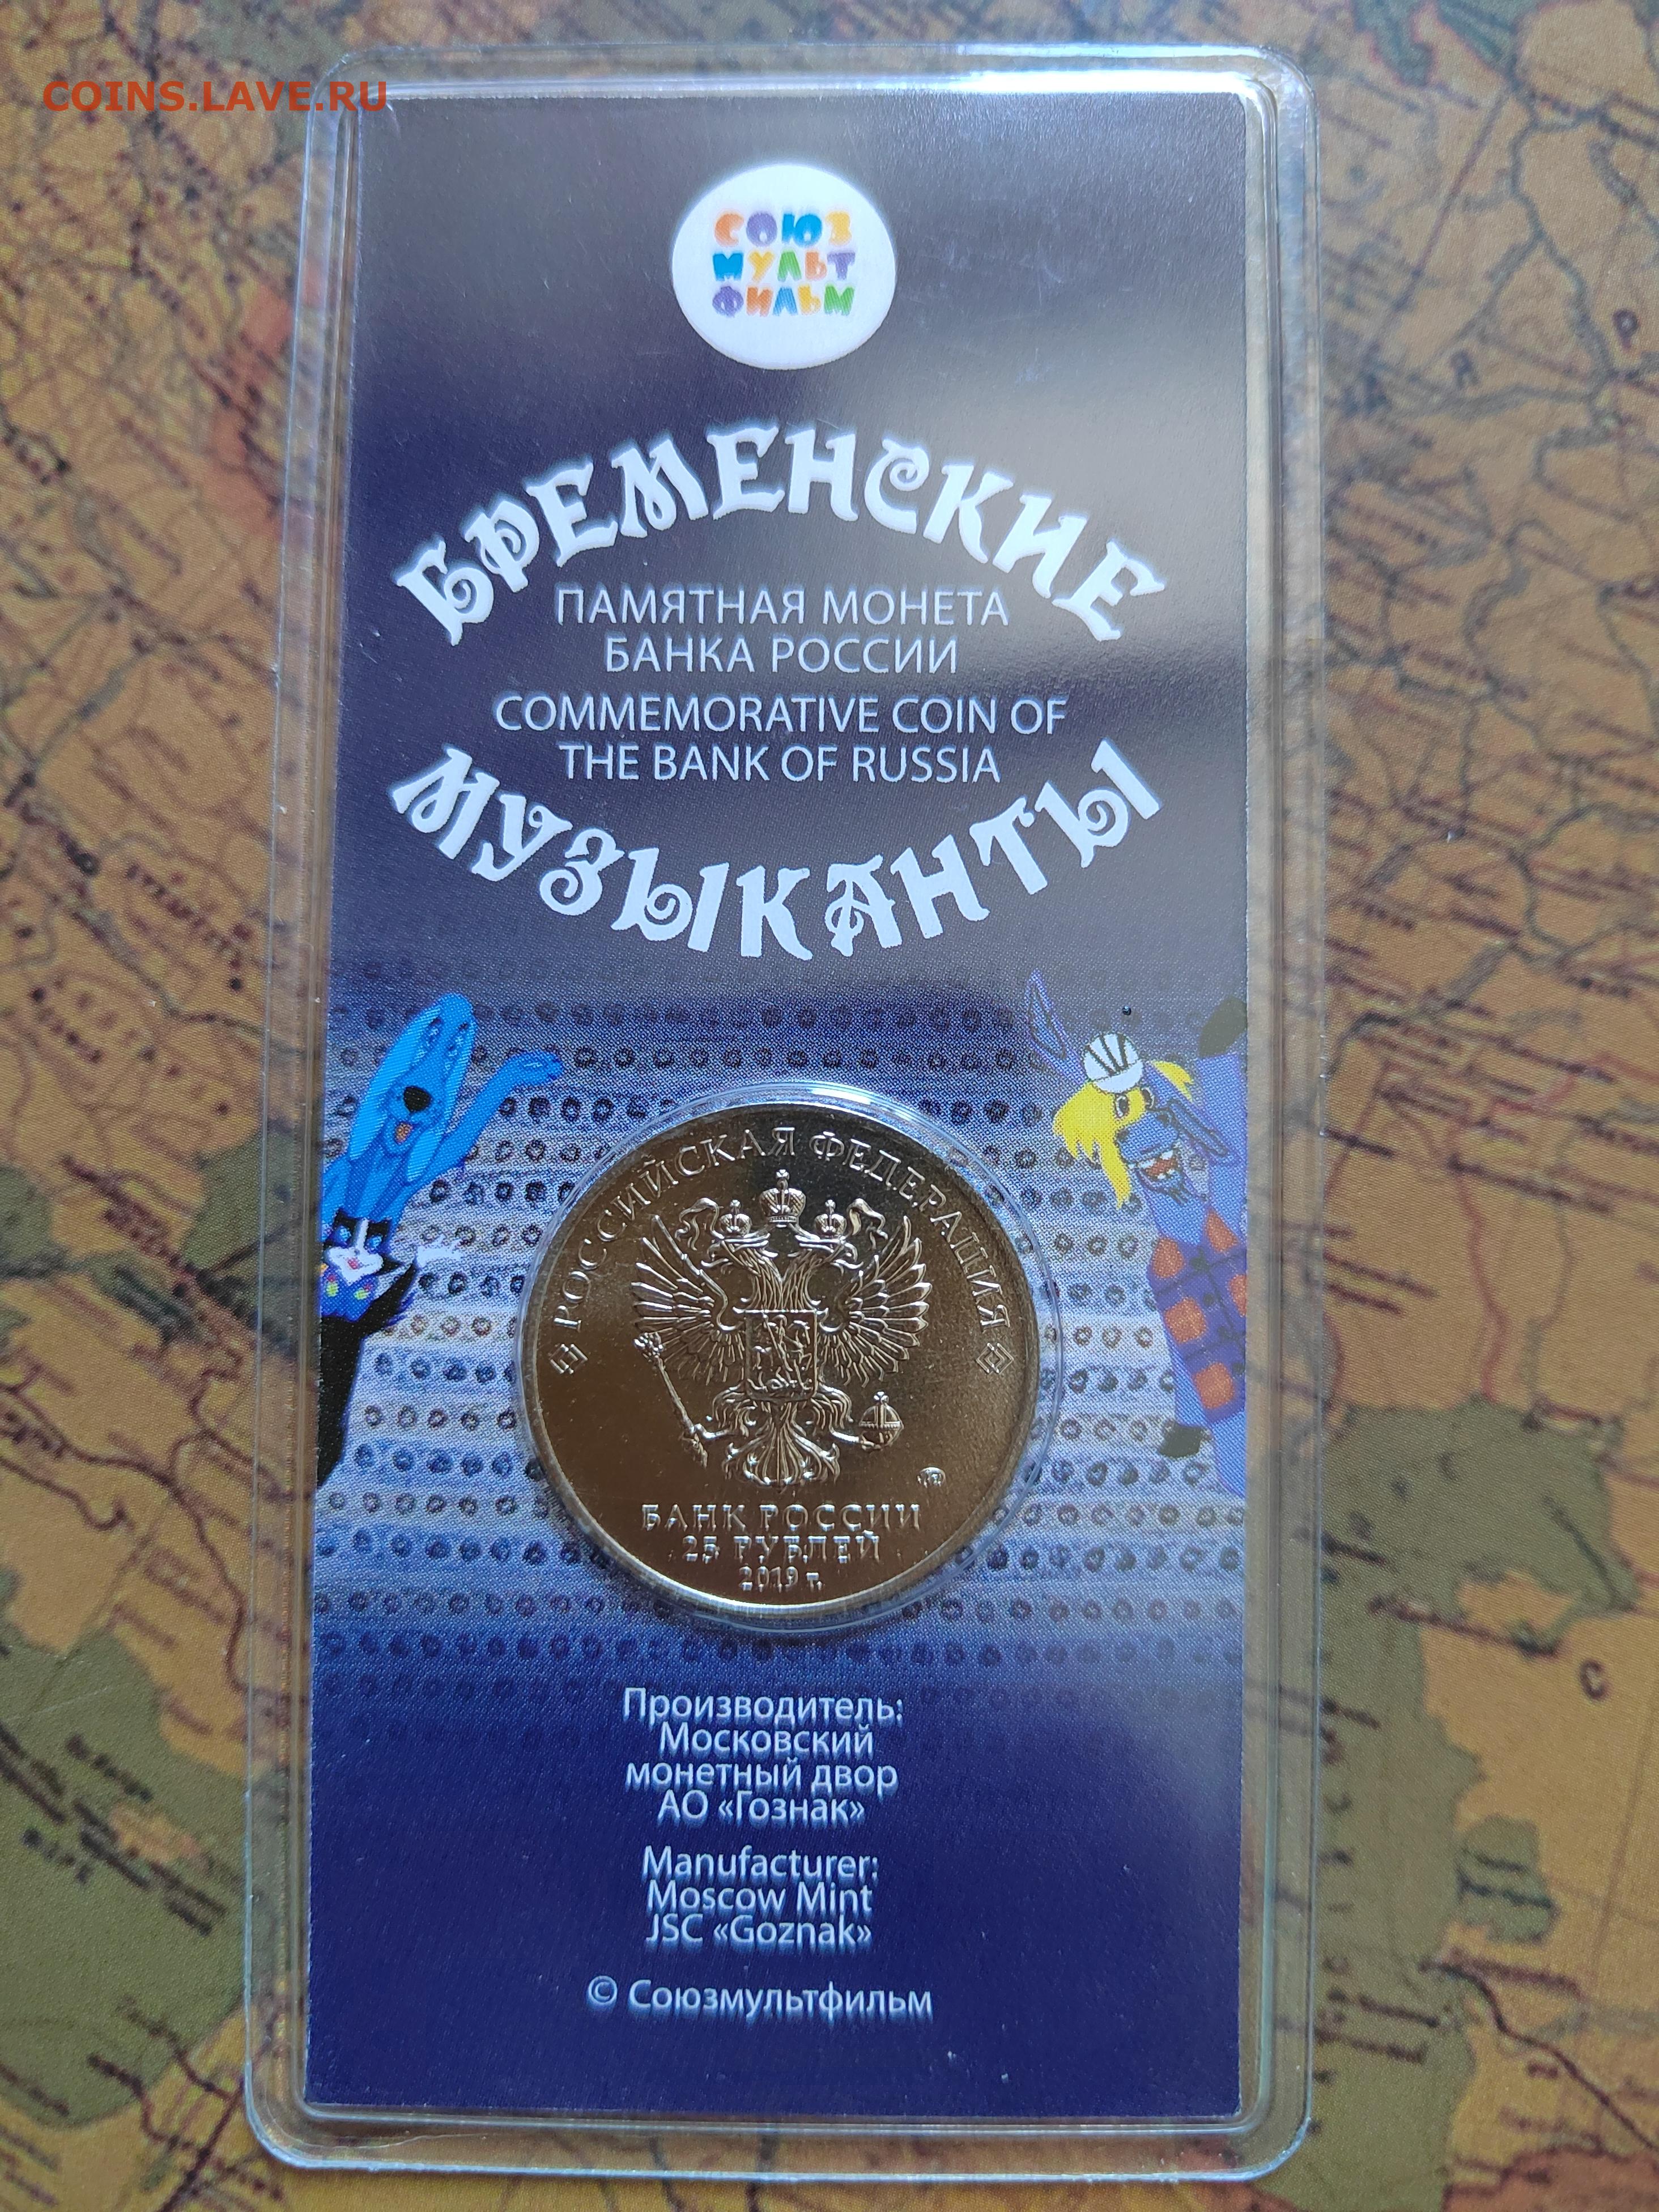 COINS.LAVE.RU
СОЮЗ
МУЛЬТ
ФИЛЬМ
БРЕМЕНСКИЕ
ПАМЯТНАЯ МОНЕТА
БАНКА РОССИИ
COMMEMORATIVE COIN OF
THE BANK OF RUSSIA
МУЗЫКАНТЫ
РОССИЙСКАЯ ФЕДЕРАЦИЯ
БАНК РОССИИ
25 РУБЛЕЙ
2019 г.
Производитель:
Московский
монетный двор
АО «Гознак»
Manufacturer:
Moscow Mint
JSC «Goznak»
© Союзмультфильм